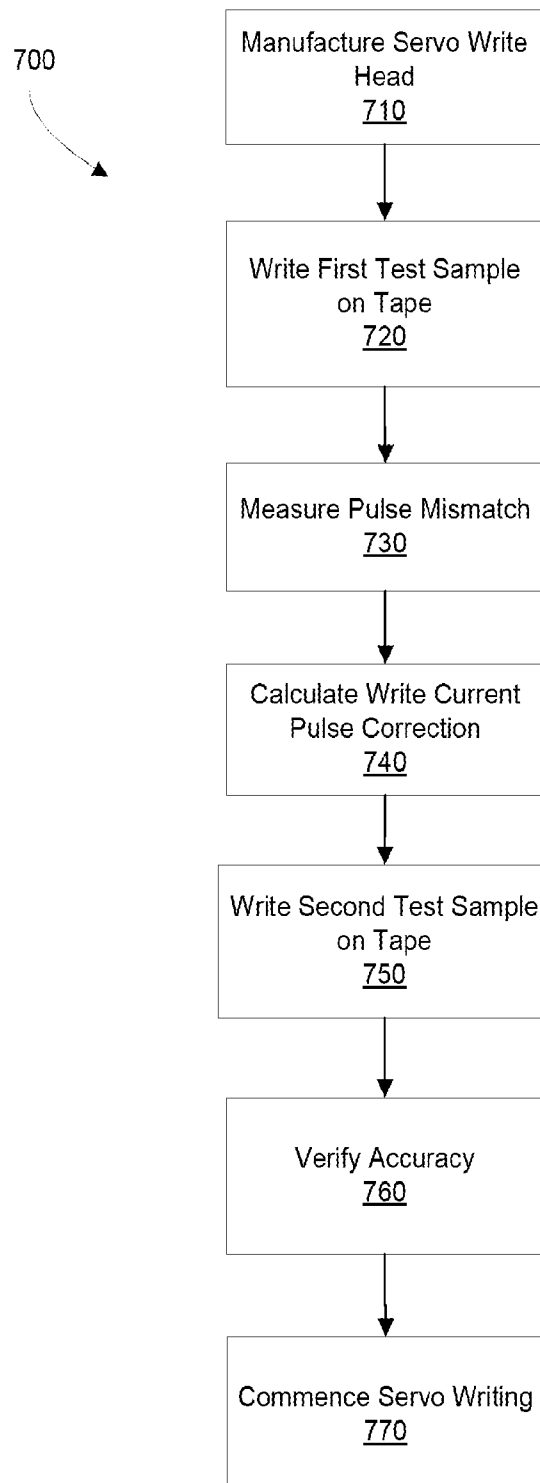 700
Manufacture Servo Write
Head
710
Write First Test Sample
on Tape
720
Measure Pulse Mismatch
730
Calculate Write Current
Pulse Correction
740
Write Second Test Sample
on Tape
750
Verify Accuracy
760
Commence Servo Writing
770